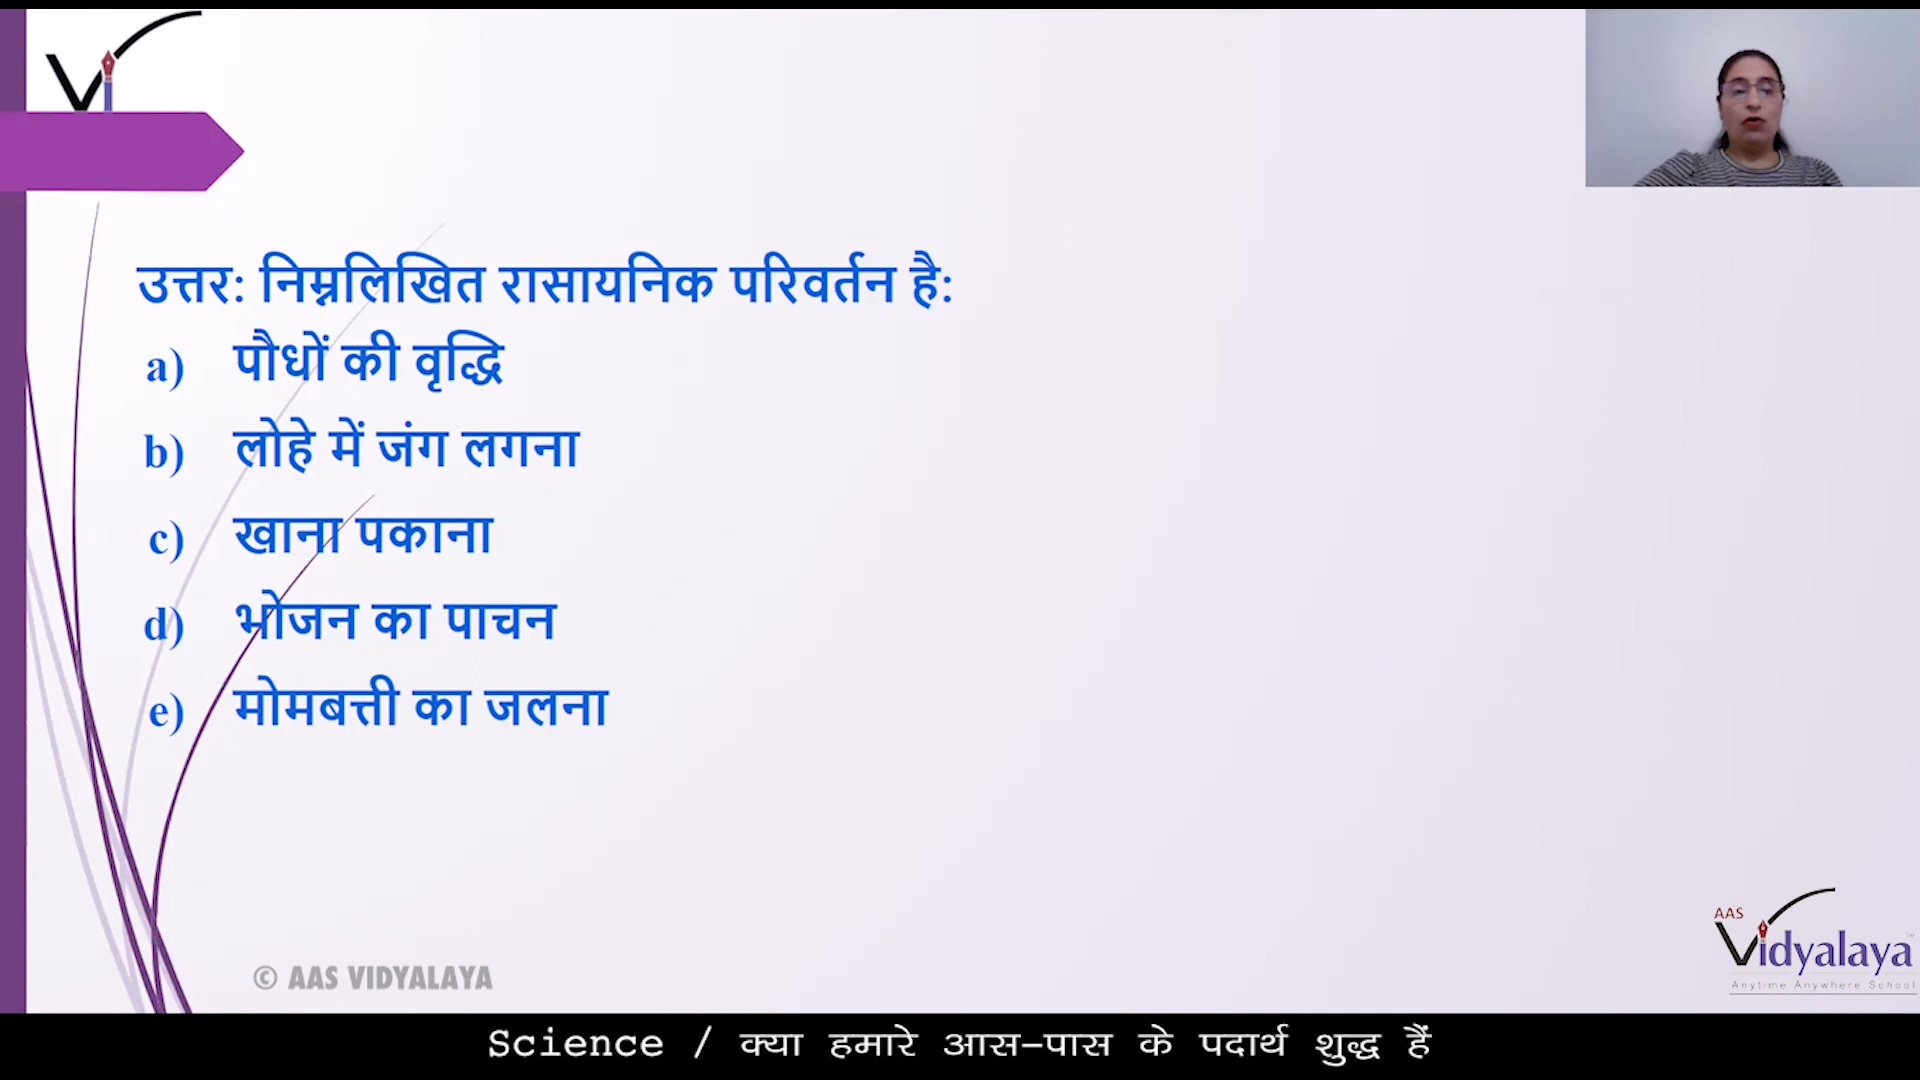 उत्तर: निम्नलिखित रासायनिक परिवर्तन है:
a) पौधों की वृद्धि
b) लोहे में जंग लगना
c) खाना पकाना
d) भोजन का पाचन
e) मोमबत्ती का जलना
© AAS VIDYALAYA
AAS
Vidyalaya
Anytime Anywhere School
Science / क्या हमारे आस-पास के पदार्थ शुद्ध हैं